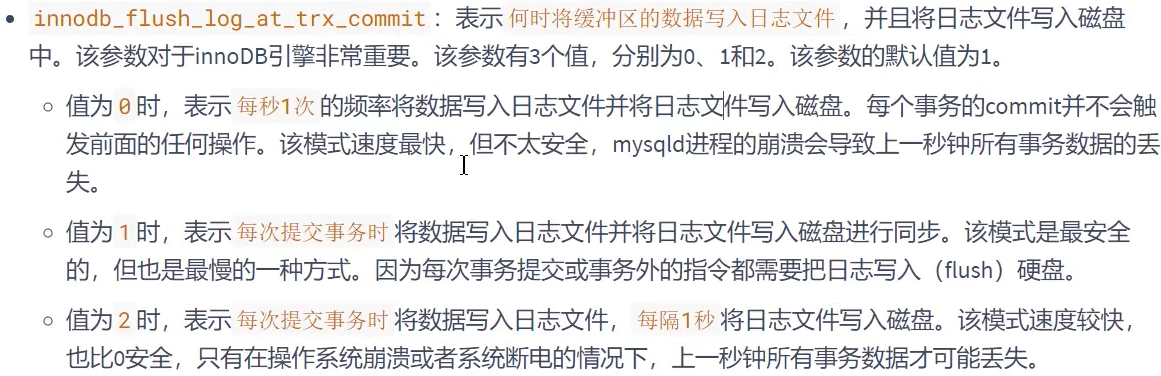 innodb_flush_log_at_trx_commit：表示 何时将缓冲区的数据写入日志文件，并且将日志文件写入磁盘
中。该参数对于innoDB引擎非常重要。该参数有3个值，分别为0、1和2。该参数的默认值为1。
值为 0 时，表示 每秒1次 的频率将数据写入日志文件并将日志文件写入磁盘。每个事务的commit并不会触
发前面的任何操作。该模式速度最快，但不太安全，mysqld进程的崩溃会导致上一秒钟所有事务数据的丢
失。
值为 1 时，表示 每次提交事务时 将数据写入日志文件并将日志文件写入磁盘进行同步。该模式是最安全
的，但也是最慢的一种方式。因为每次事务提交或事务外的指令都需要把日志写入（flush）硬盘。
值为 2 时，表示 每次提交事务时 将数据写入日志文件， 每隔1秒 将日志文件写入磁盘。该模式速度较快，
也比0安全，只有在操作系统崩溃或者系统断电的情况下，上一秒钟所有事务数据才可能丢失。